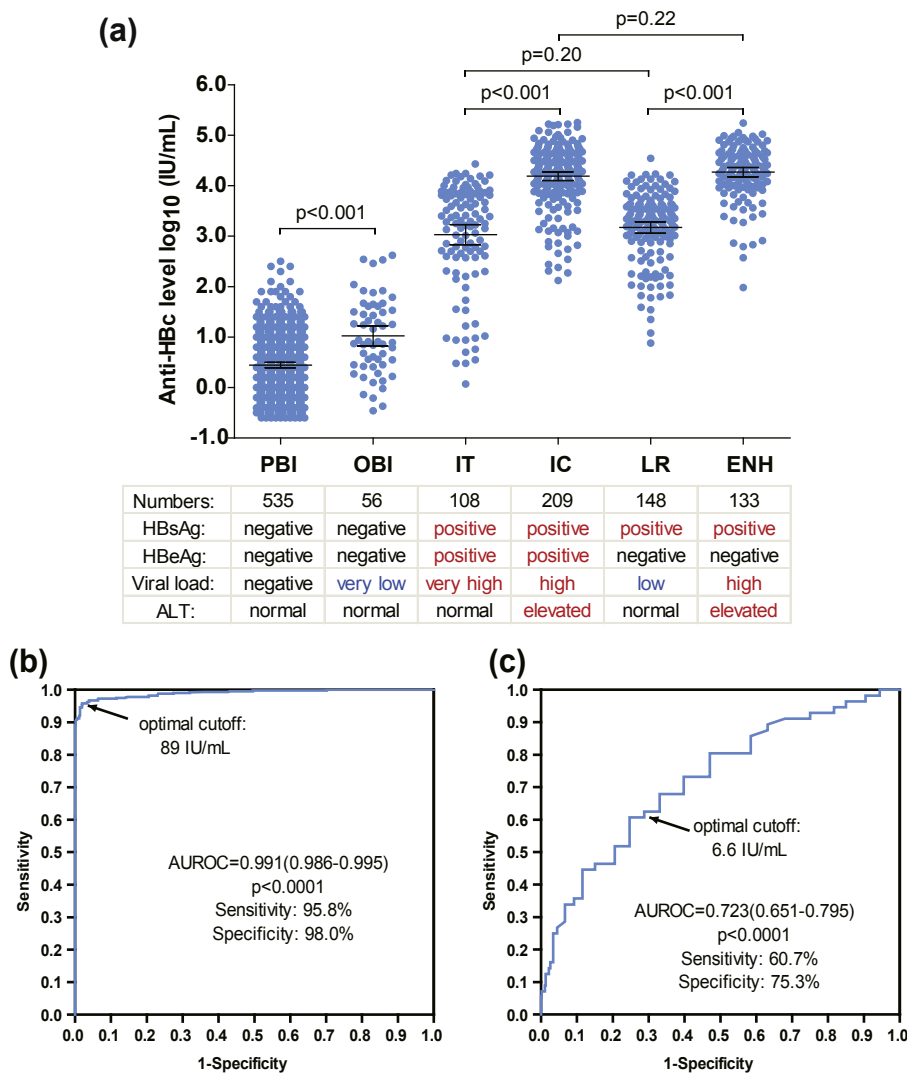 (a)
p=0.22
p=0.20
p<0.001
p<0.001
p<0.001
Anti-HBc level log10 (IU/mL)
6.0
5.0
4.0
3.0
2.0
1.0
0.0
-1.0
PBI OBI IT IC LR ENH
Numbers: 535 56 108 209 148 133
HBsAg: negative negative positive positive positive positive
HBeAg: negative negative positive positive negative negative
Viral load: negative very low very high high low high
ALT: normal normal normal elevated normal elevated
(b)
Sensitivity
1.0
0.9
0.8
0.7
0.6
0.5
0.4
0.3
0.2
0.1
0.0
optimal cutoff:
89 IU/mL
AUROC=0.991(0.986-0.995)
p<0.0001
Sensitivity: 95.8%
Specificity: 98.0%
0.0 0.1 0.2 0.3 0.4 0.5 0.6 0.7 0.8 0.9 1.0
1-Specificity
(c)
Sensitivity
1.0
0.9
0.8
0.7
0.6
0.5
0.4
0.3
0.2
0.1
0.0
optimal cutoff:
6.6 IU/mL
AUROC=0.723(0.651-0.795)
p<0.0001
Sensitivity: 60.7%
Specificity: 75.3%
0.0 0.1 0.2 0.3 0.4 0.5 0.6 0.7 0.8 0.9 1.0
1-Specificity